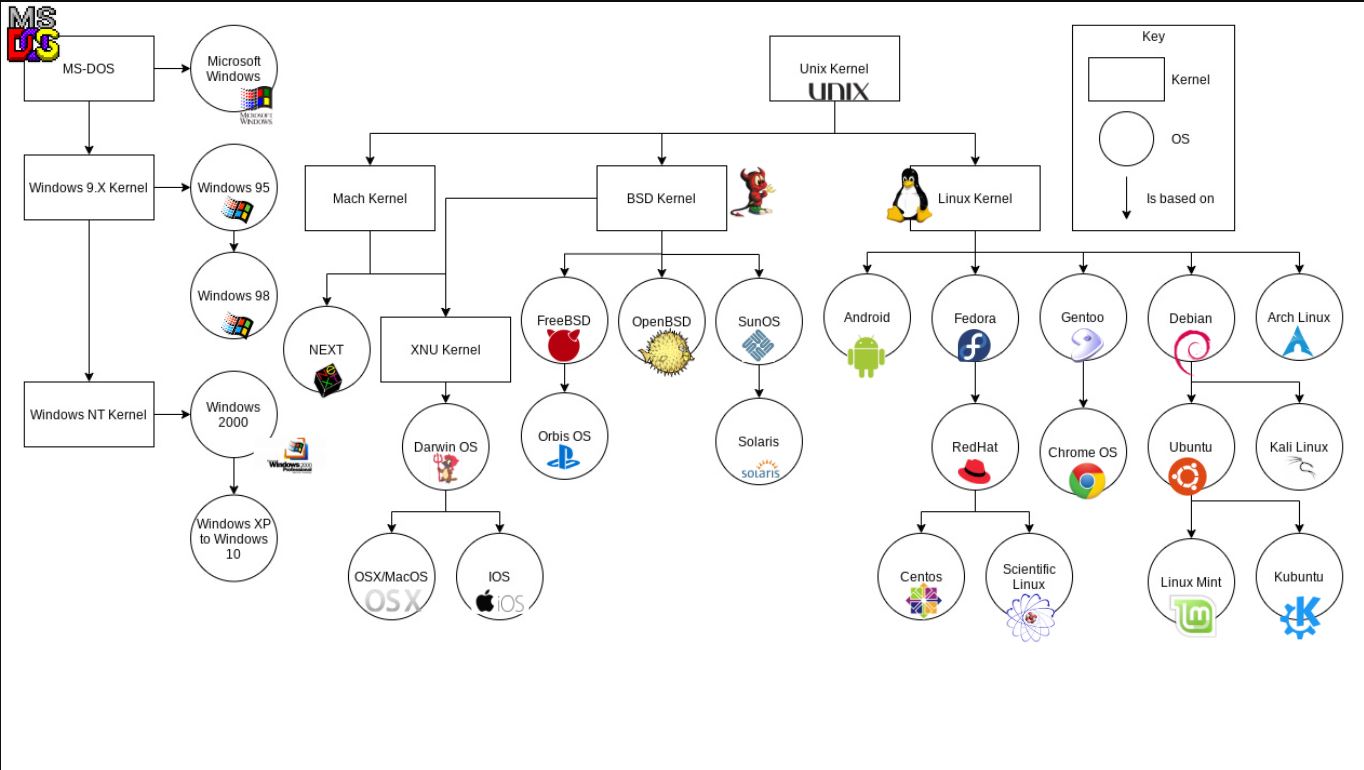 MS
DOS
MS-DOS
Microsoft
Windows
MICROSOFT
WINDOWS.
Unix Kernel
UNIX
Key
Kernel
OS
Is based on
Windows 9.X Kernel
Windows 95
Windows 98
Mach Kernel
BSD Kernel
Linux Kernel
NEXT
XNU Kernel
FreeBSD
OpenBSD
SunOS
Android
Fedora
Gentoo
Debian
Arch Linux
Windows NT Kernel
Windows
2000
Windows 2000
Professional
Darwin OS
Orbis OS
Solaris
solaris
RedHat
Chrome OS
Ubuntu
Kali Linux
Windows XP
to Windows
10
OSX/MacOS
OS X
IOS
iOS
Centos
Scientific
Linux
Linux Mint
Kubuntu